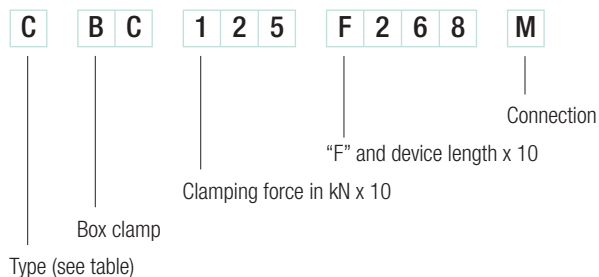 C BC 125 F268 M
Connection
“F” and device length x 10
Clamping force in kN x 10
Box clamp
Type (see table)